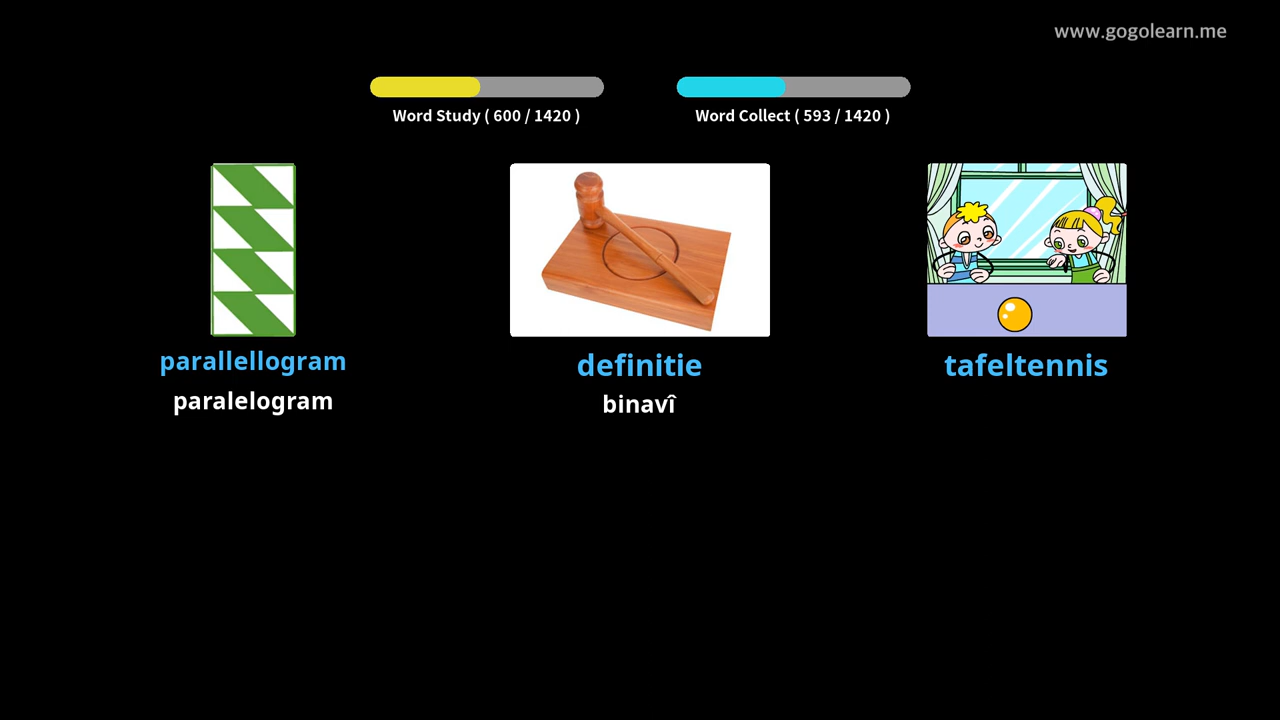 www.gogolearn.me
Word Study ( 600 / 1420 )
Word Collect ( 593 / 1420 )
parallellogram
definitie
tafeltennis
paralelogram
binavî